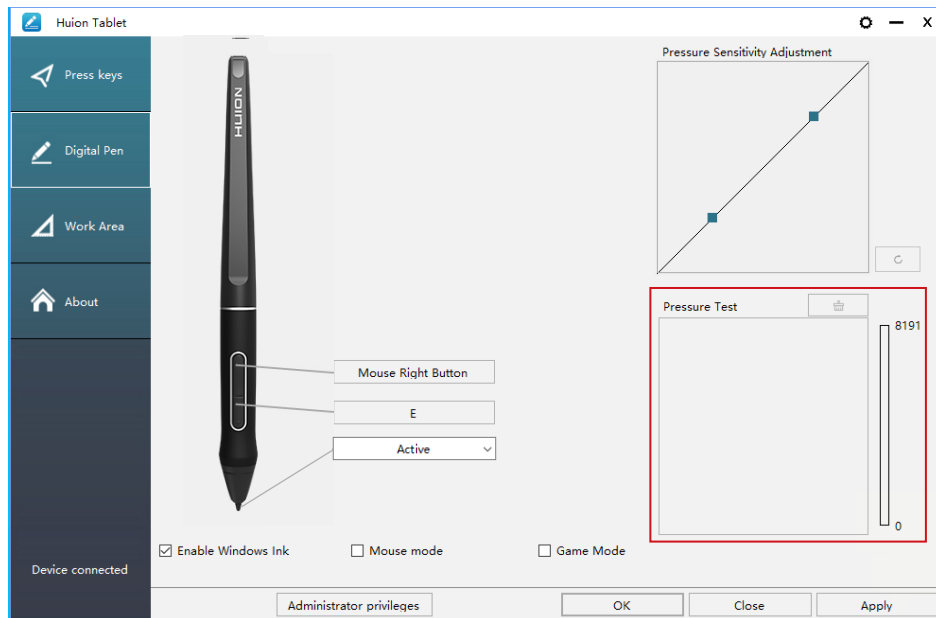 Huion Tablet
Press keys
Digital Pen
Work Area
About
Device connected
HUION
Mouse Right Button
E
Active
Enable Windows Ink
Mouse mode
Game Mode
Pressure Sensitivity Adjustment
Pressure Test
8191
0
Administrator privileges
OK
Close
Apply